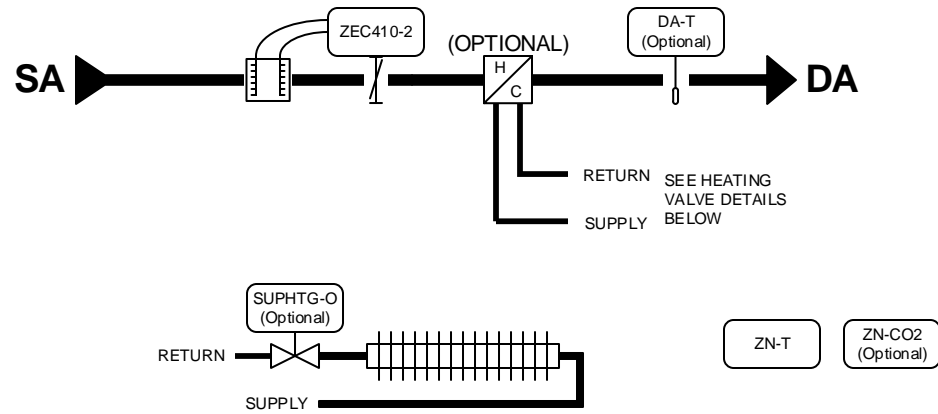 ZEC410-2
DA-T
(Optional)
(OPTIONAL)
SA
H
C
DA
RETURN
SEE HEATING
VALVE DETAILS
BELOW
SUPPLY
SUPHTG-O
(Optional)
RETURN
SUPPLY
ZN-T
ZN-CO2
(Optional)